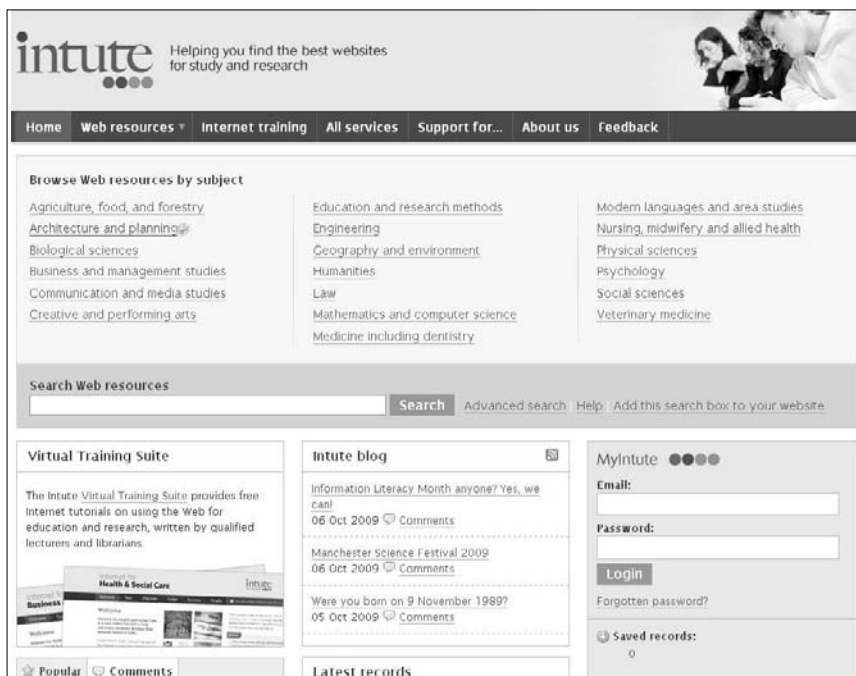 intute
Helping you find the best websites
for study and research
Home Web resources Internet training All services Support for... About us Feedback
Browse Web resources by subject
Agriculture, food, and forestry
Architecture and planning
Biological sciences
Business and management studies
Communication and media studies
Creative and performing arts
Education and research methods
Engineering
Geography and environment
Humanities
Law
Mathematics and computer science
Medicine including dentistry
Modern languages and area studies
Nursing, midwifery and allied health
Physical sciences
Psychology
Social sciences
Veterinary medicine
Search Web resources
Search Advanced search | Help | Add this search box to your website
Virtual Training Suite
The Intute Virtual Training Suite provides free
Internet tutorials on using the Web for
education and research, written by qualified
lecturers and librarians.
Internet for
Business
Welcome
Internet for
Health & Social Care
Intute
Welcome
Popular Comments
Intute blog
Information Literacy Month anyone? Yes, we
can!
06 Oct 2009 Comments
Manchester Science Festival 2009
06 Oct 2009 Comments
Were you born on 9 November 1989?
05 Oct 2009 Comments
Latest records
MyIntute
Email:
Password:
Login
Forgotten password?
Saved records:
0